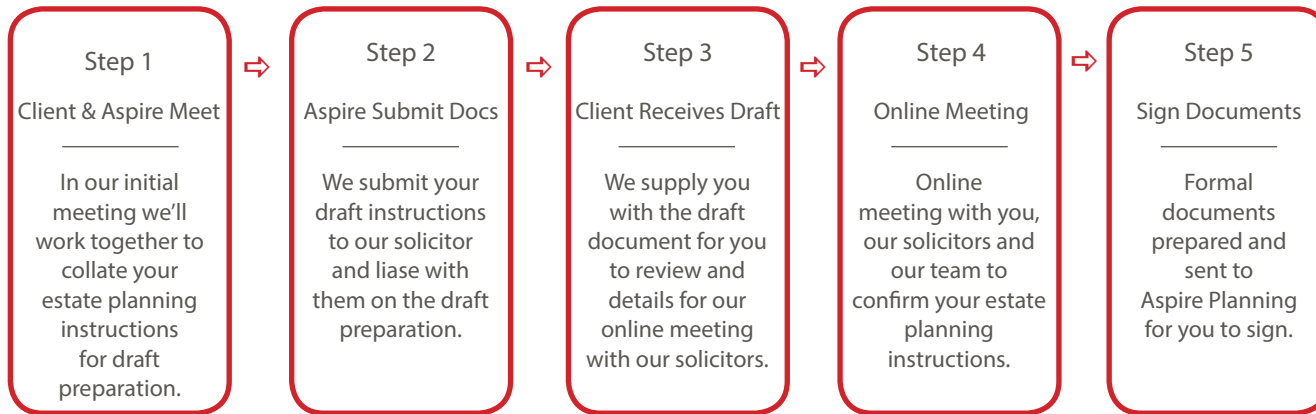 Step 1
Client & Aspire Meet
In our initial
meeting we’ll
work together to
collate your
estate planning
instructions
for draft
preparation.
Step 2
Aspire Submit Docs
We submit your
draft instructions
to our solicitor
and liase with
them on the draft
preparation.
Step 3
Client Receives Draft
We supply you
with the draft
document for you
to review and
details for our
online meeting
with our solicitors.
Step 4
Online Meeting
Online
meeting with you,
our solicitors and
our team to
confirm your estate
planning
instructions.
Step 5
Sign Documents
Formal
documents
prepared and
sent to
Aspire Planning
for you to sign.